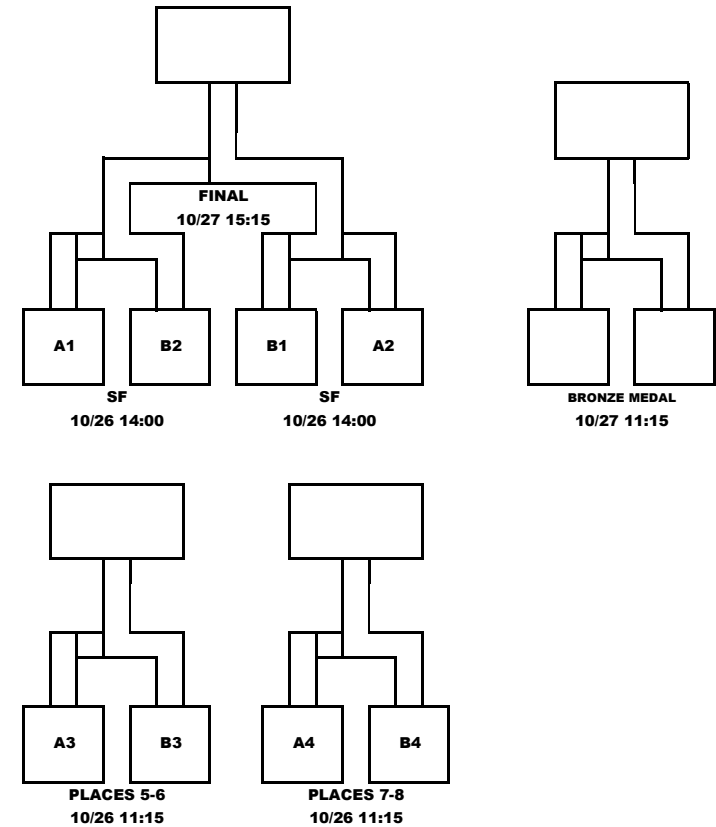 FINAL
10/27 15:15
A1
B2
B1
A2
SF
10/26 14:00
SF
10/26 14:00
BRONZE MEDAL
10/27 11:15
A3
B3
A4
B4
PLACES 5-6
10/26 11:15
PLACES 7-8
10/26 11:15